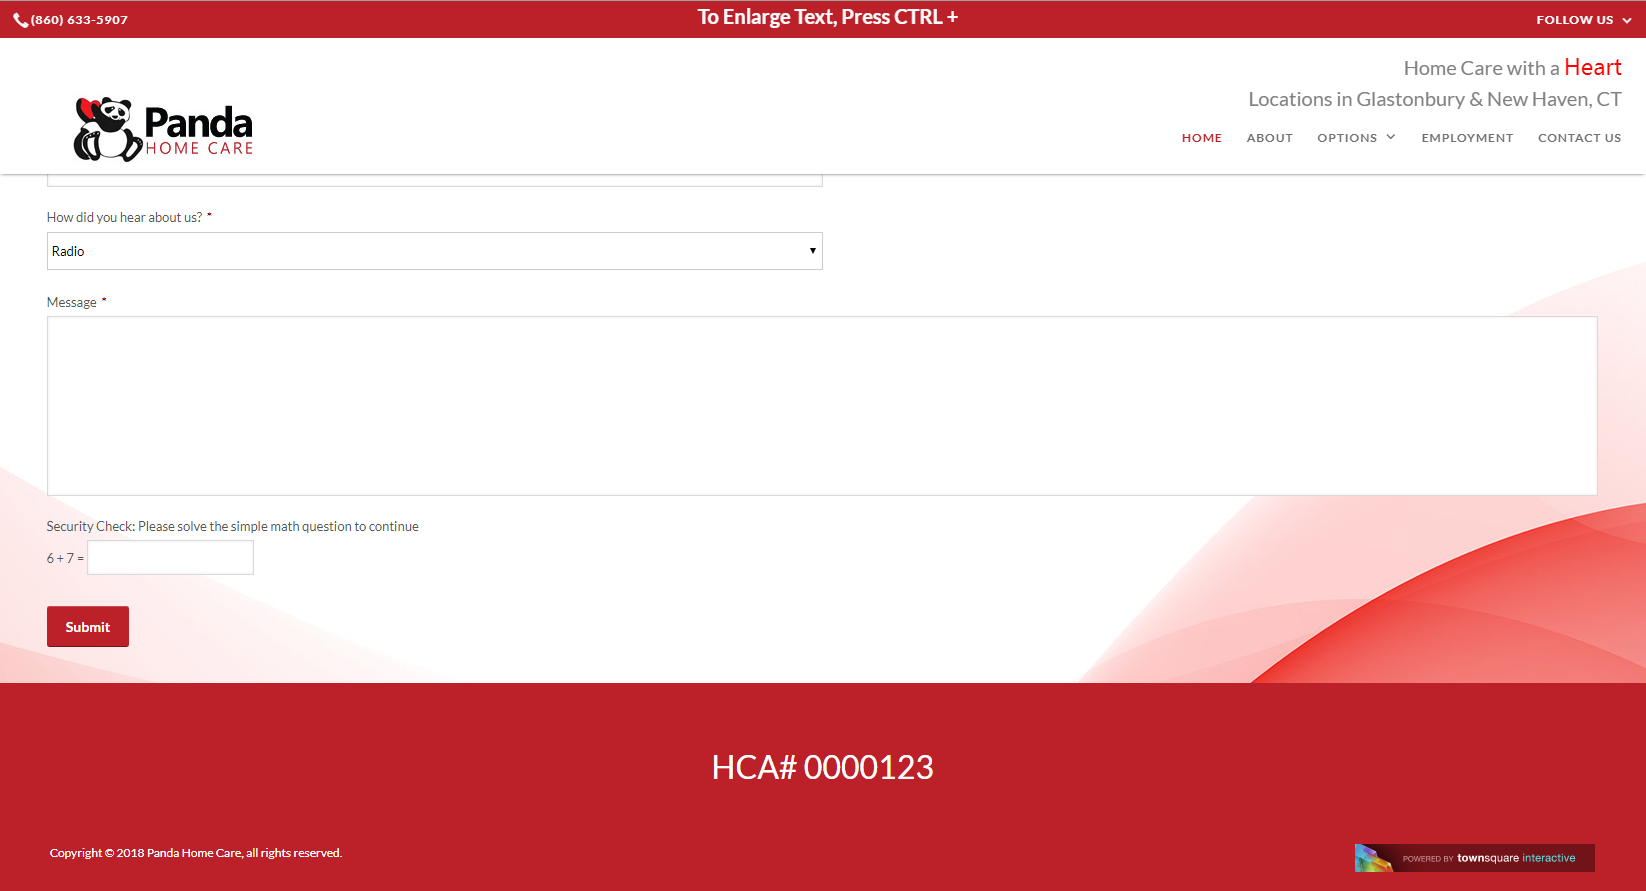 (860) 633-5907
To Enlarge Text, Press CTRL +
FOLLOW US
Home Care with a Heart
Locations in Glastonbury & New Haven, CT
Panda
HOME CARE
HOME ABOUT OPTIONS EMPLOYMENT CONTACT US
How did you hear about us? *
Radio
Message *
Security Check: Please solve the simple math question to continue
6 + 7 =
Submit
HCA# 0000123
Copyright © 2018 Panda Home Care, all rights reserved.
POWERED BY townsquare interactive